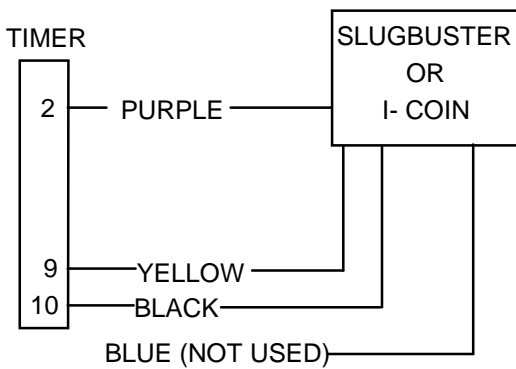 TIMER
SLUGBUSTER
OR
I- COIN
2 PURPLE
9 YELLOW
10 BLACK
BLUE (NOT USED)